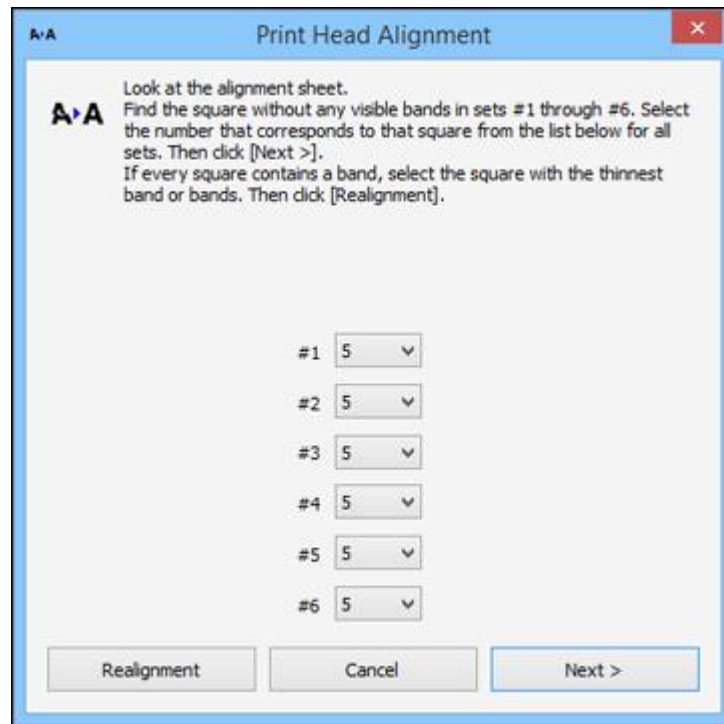 A▸A Print Head Alignment
A▸A
Look at the alignment sheet.
Find the square without any visible bands in sets #1 through #6. Select
the number that corresponds to that square from the list below for all
sets. Then click [Next >].
If every square contains a band, select the square with the thinnest
band or bands. Then click [Realignment].
#1 5
#2 5
#3 5
#4 5
#5 5
#6 5
Realignment Cancel Next >